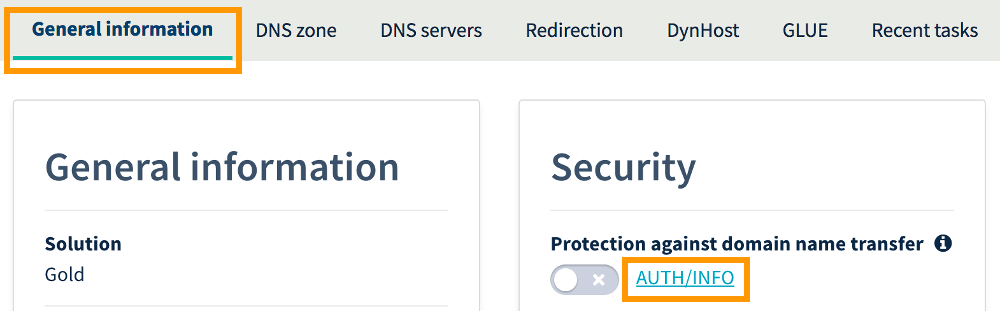 General information DNS zone DNS servers Redirection DynHost GLUE Recent tasks
General information
Solution
Gold
Security
Protection against domain name transfer
AUTH/INFO